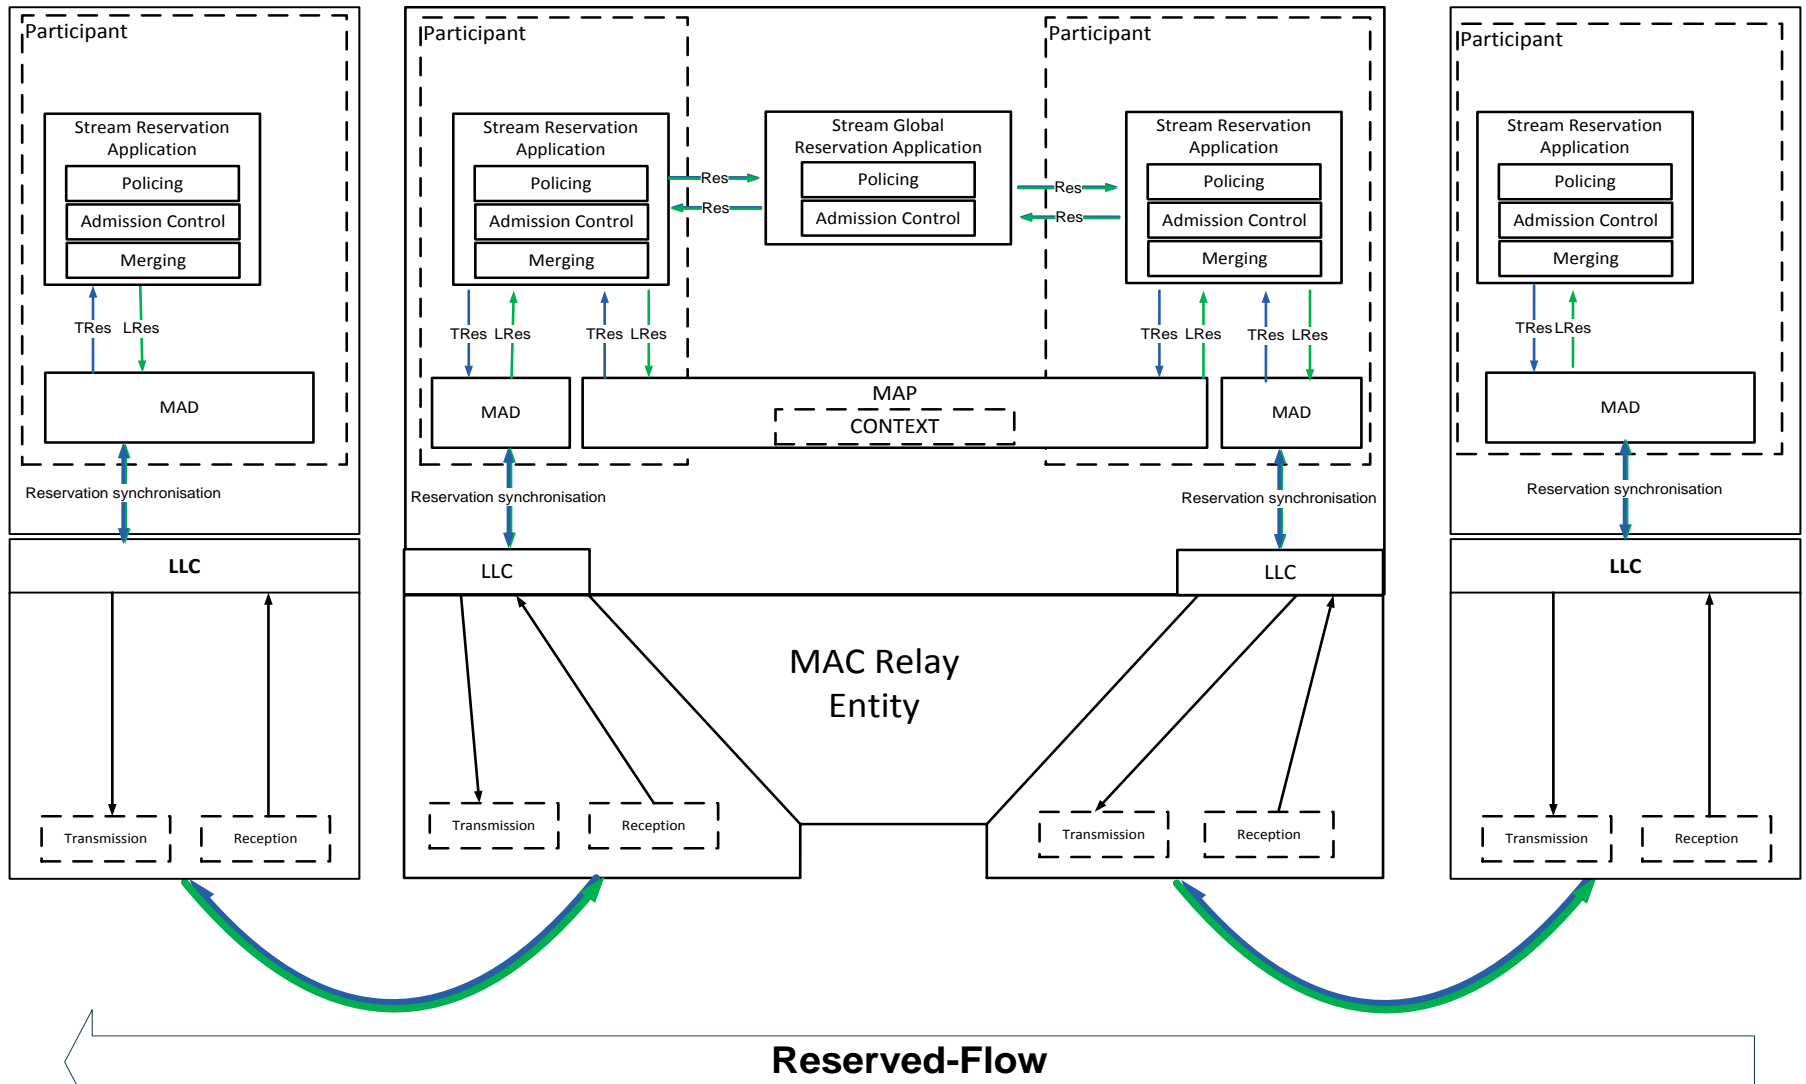 Participant
Stream Reservation
Application
Policing
Admission Control
Merging
TRes
LRes
MAD
Reservation synchronisation
LLC
Transmission
Reception
Participant
Stream Reservation
Application
Policing
Admission Control
Merging
TRes
LRes
TRes
LRes
MAD
Reservation synchronisation
LLC
Transmission
Reception
Res
Res
Stream Global
Reservation Application
Policing
Admission Control
Res
Res
MAP
CONTEXT
MAC Relay
Entity
Participant
Stream Reservation
Application
Policing
Admission Control
Merging
TRes
LRes
TRes
LRes
MAD
Reservation synchronisation
LLC
Transmission
Reception
Participant
Stream Reservation
Application
Policing
Admission Control
Merging
TRes
LRes
MAD
Reservation synchronisation
LLC
Transmission
Reception
Reserved-Flow